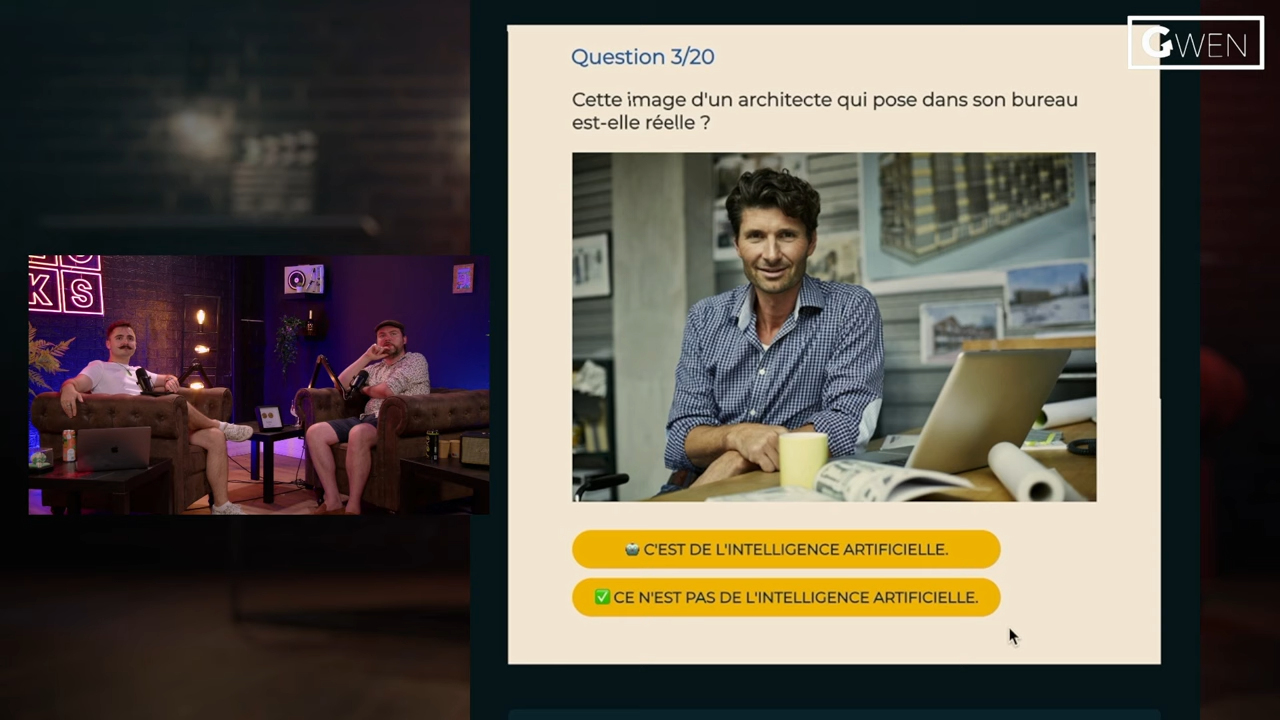 GWEN
Question 3/20
Cette image d'un architecte qui pose dans son bureau
est-elle réelle ?
KS
C'EST DE L'INTELLIGENCE ARTIFICIELLE.
CE N'EST PAS DE L'INTELLIGENCE ARTIFICIELLE.